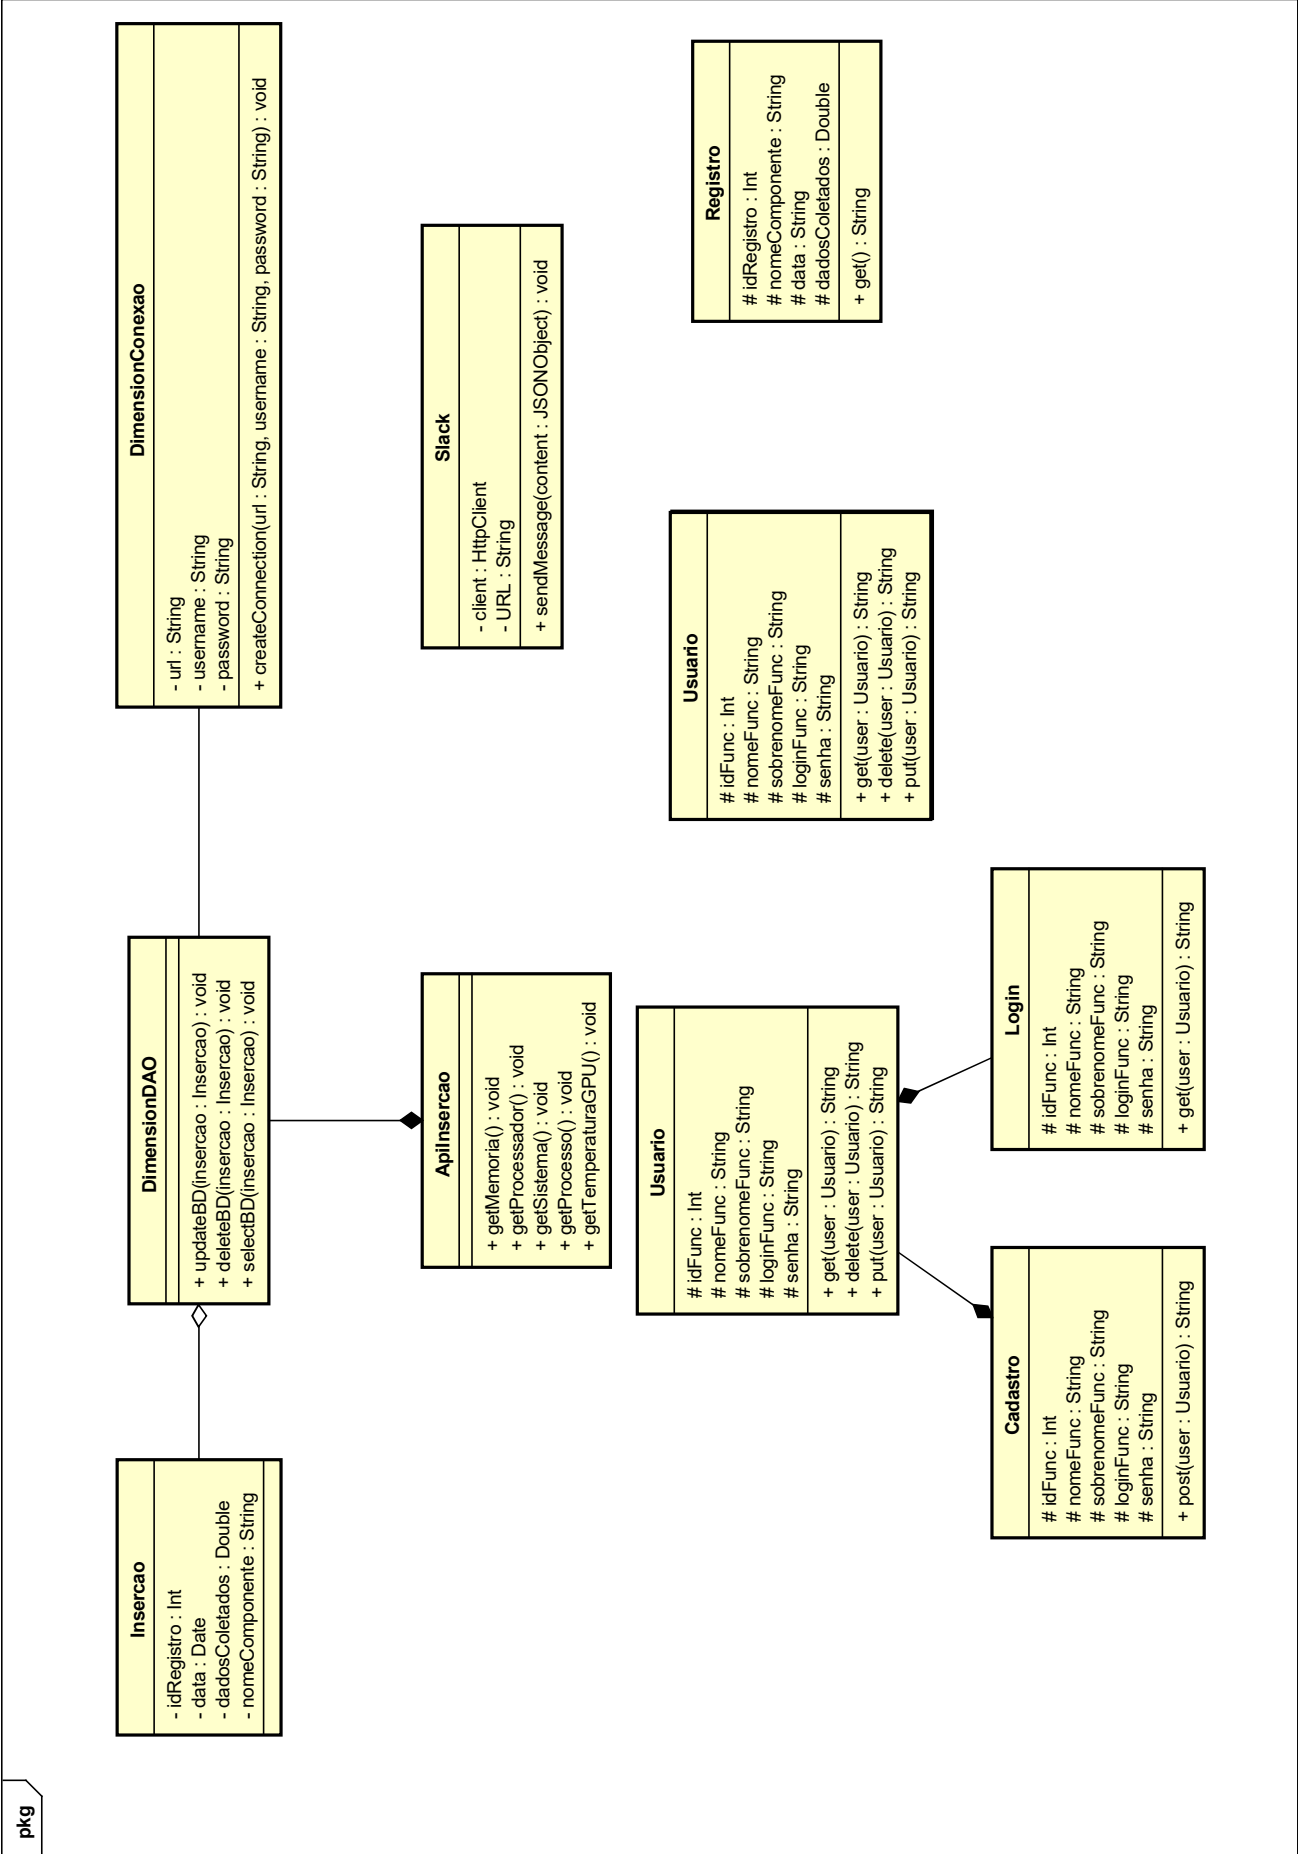 pkg
Insercao
- idRegistro : Int
- data : Date
- dadosColetados : Double
- nomeComponente : String
DimensionDAO
+ updateBD(insercao : Insercao) : void
+ deleteBD(insercao : Insercao) : void
+ selectBD(insercao : Insercao) : void
DimensionConexao
- url : String
- username : String
- password : String
+ createConnection(url : String, username : String, password : String) : void
ApiInsercao
+ getMemoria() : void
+ getProcessador() : void
+ getSistema() : void
+ getProcesso() : void
+ getTemperaturaGPU() : void
Slack
- client : HttpClient
- URL : String
+ sendMessage(content : JSONObject) : void
Usuario
# idFunc : Int
# nomeFunc : String
# sobrenomeFunc : String
# loginFunc : String
# senha : String
+ get(user : Usuario) : String
+ delete(user : Usuario) : String
+ put(user : Usuario) : String
Usuario
# idFunc : Int
# nomeFunc : String
# sobrenomeFunc : String
# loginFunc : String
# senha : String
+ get(user : Usuario) : String
+ delete(user : Usuario) : String
+ put(user : Usuario) : String
Registro
# idRegistro : Int
# nomeComponente : String
# data : String
# dadosColetados : Double
+ get() : String
Cadastro
# idFunc : Int
# nomeFunc : String
# sobrenomeFunc : String
# loginFunc : String
# senha : String
+ post(user : Usuario) : String
Login
# idFunc : Int
# nomeFunc : String
# sobrenomeFunc : String
# loginFunc : String
# senha : String
+ get(user : Usuario) : String